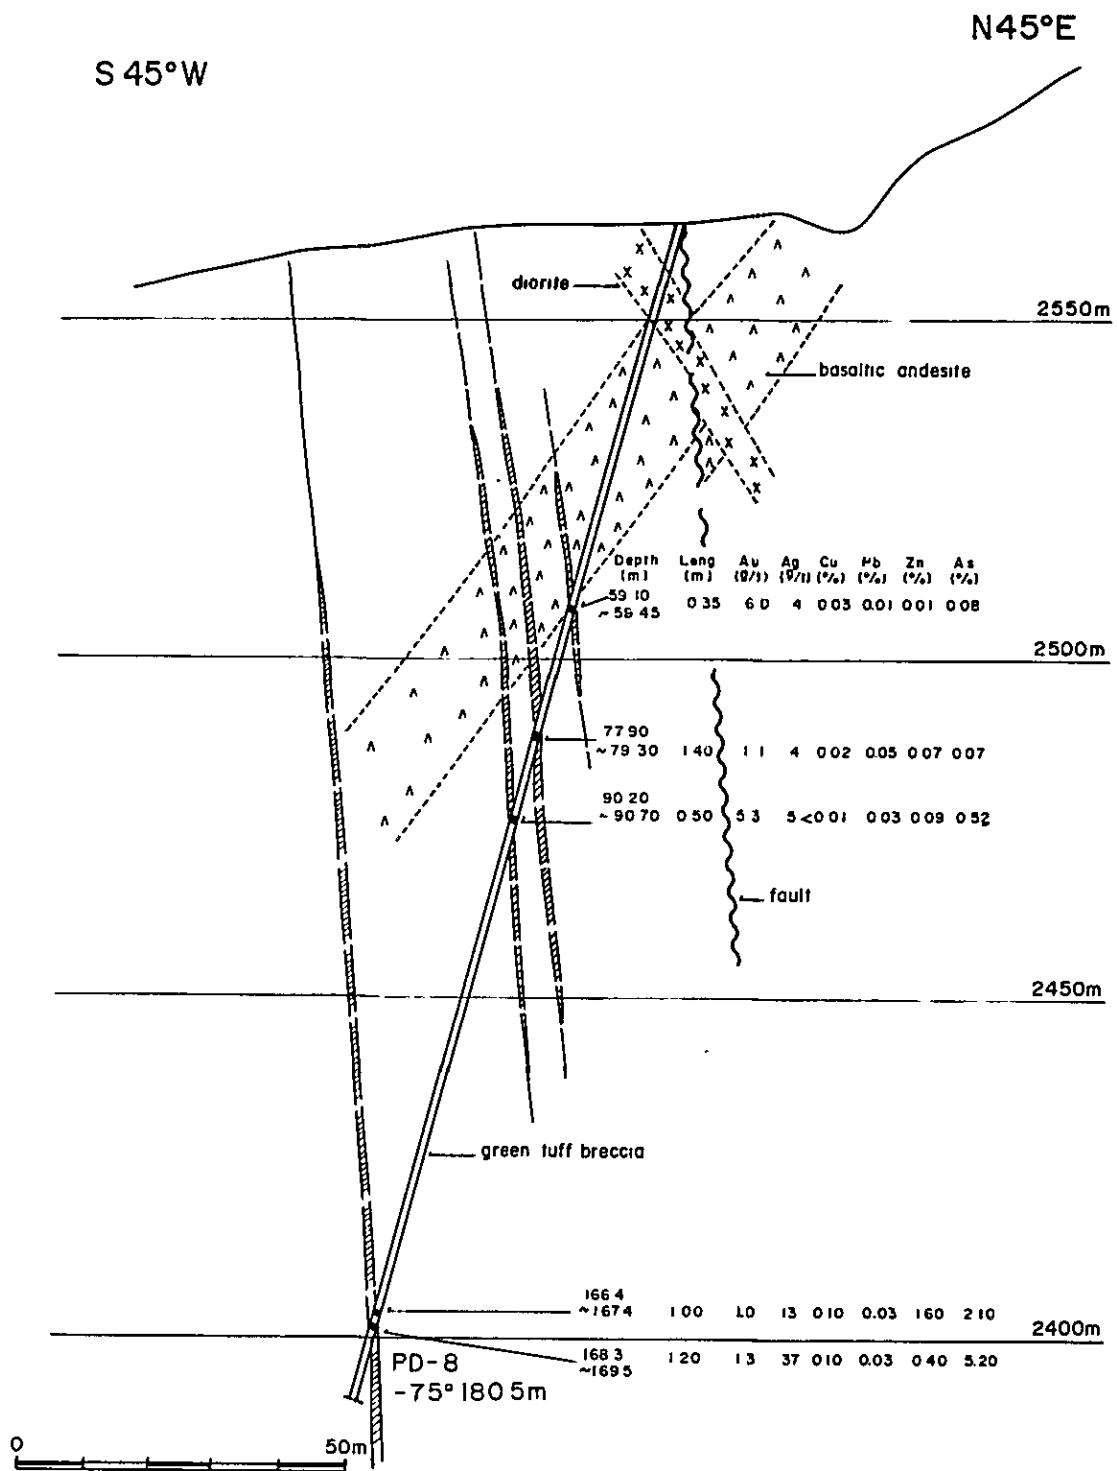 N45°E
S 45°W
diorite
2550m
basaltic andesite
Depth Leng Au Ag Cu Pb Zn As
(m) (m) (g/t) (g/t) (%) (%) (%) (%)
59 10
~59 45 0 35 6 0 4 0 03 0.01 0 01 0 08
2500m
77 90
~79 30 1 40 1 1 4 0 02 0.05 0 07 0.07
90 20
~90 70 0 50 5 3 5 <0 01 0 03 0 09 0 52
fault
2450m
green tuff breccia
166 4
~167 4 1 00 1.0 13 0 10 0.03 1 60 2 10
2400m
168 3
~169 5 1 20 1 3 37 0 10 0.03 0 40 5.20
PD-8
-75° 180 5m
0 50m